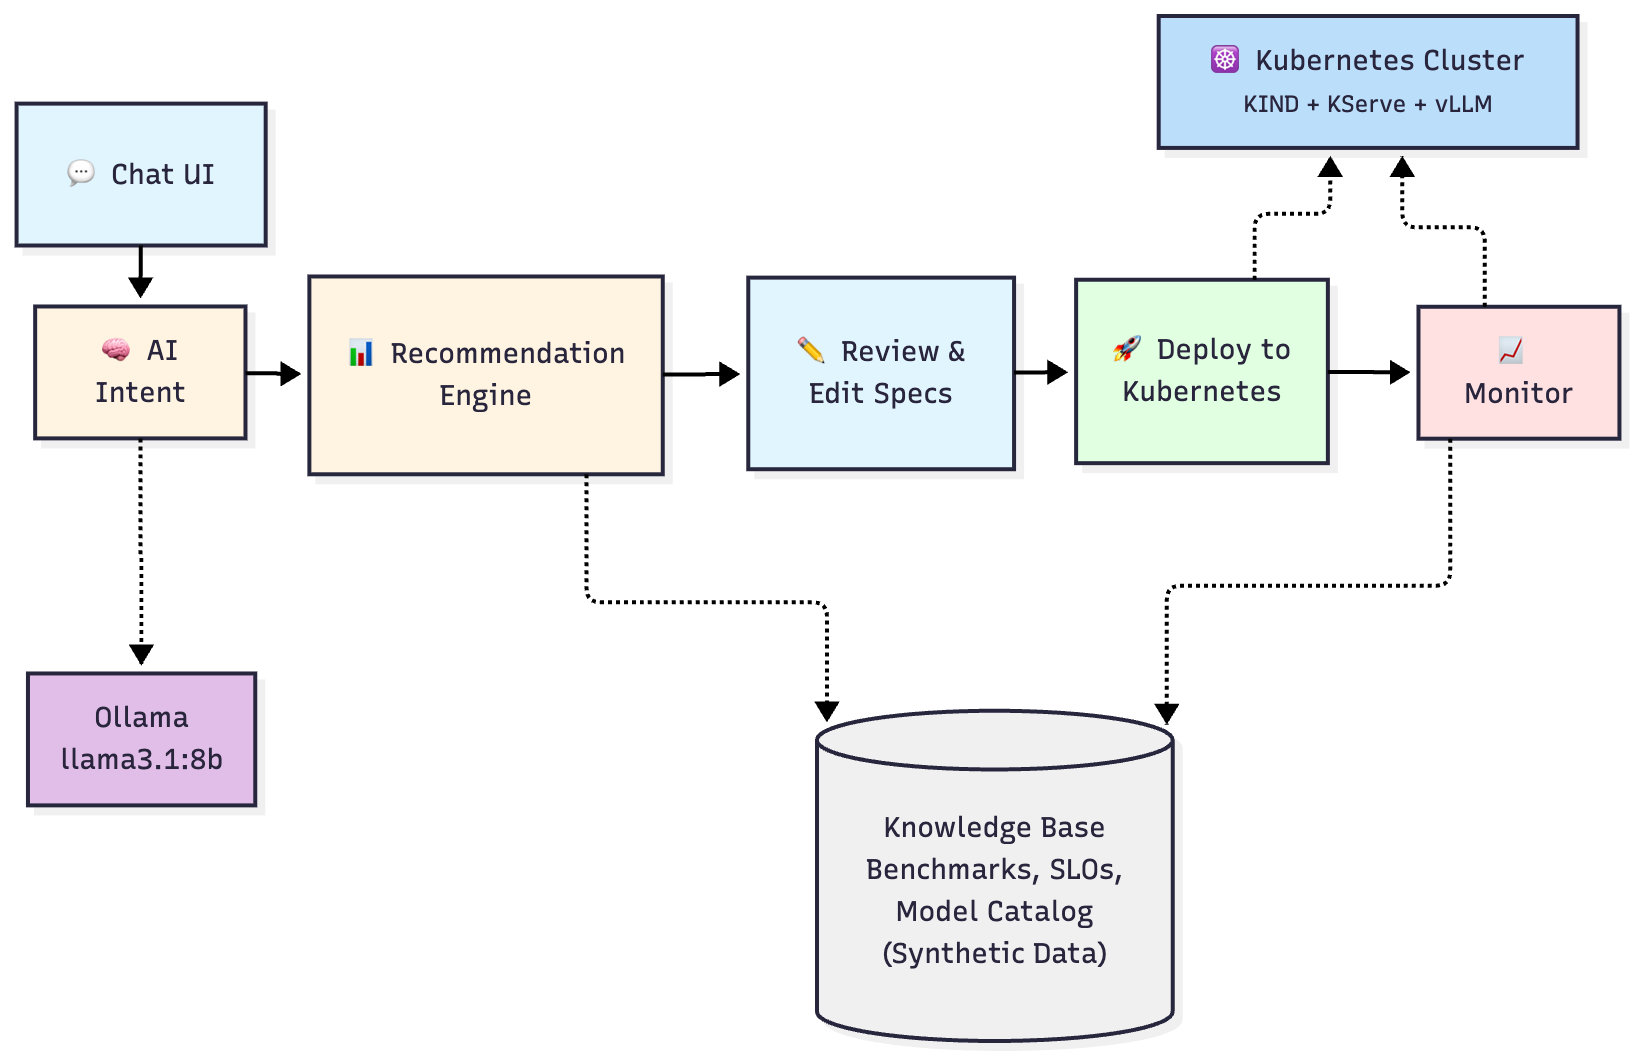 Kubernetes Cluster
KIND + KServe + vLLM
Chat UI
AI
Intent
Recommendation
Engine
Review &
Edit Specs
Deploy to
Kubernetes
Monitor
Ollama
llama3.1:8b
Knowledge Base
Benchmarks, SLOs,
Model Catalog
(Synthetic Data)